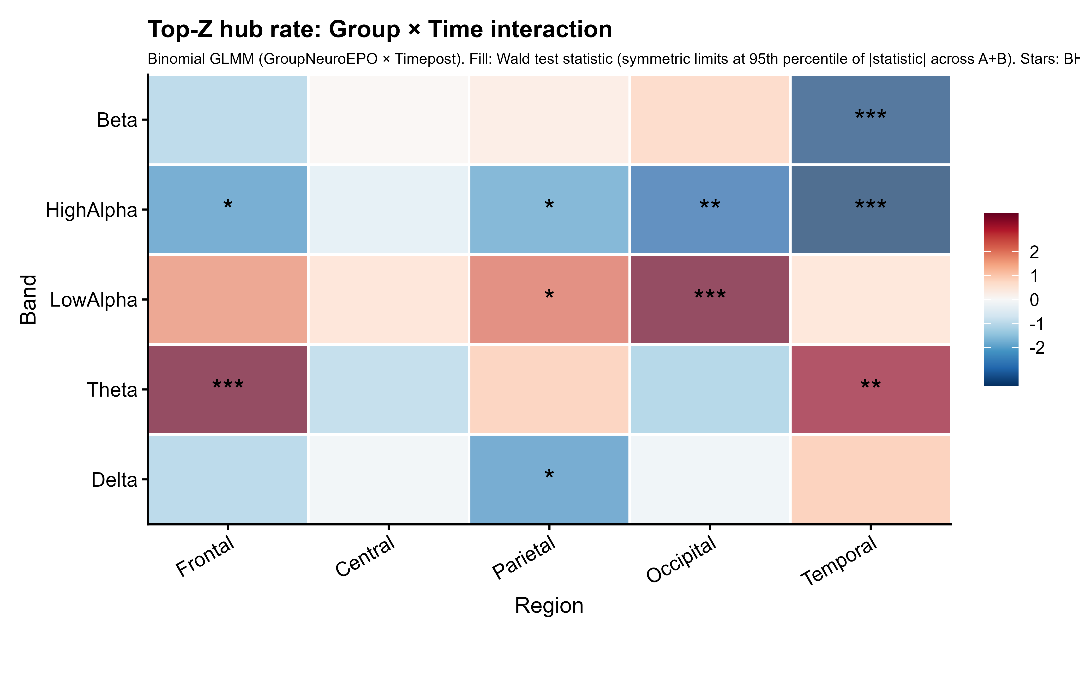 Top-Z hub rate: Group × Time interaction
Binomial GLMM (GroupNeuroEPO × Timepost). Fill: Wald test statistic (symmetric limits at 95th percentile of |statistic| across A+B). Stars: BH
Beta
***
HighAlpha
*
*
**
***
LowAlpha
*
***
Theta
***
**
Delta
*
Band
2
1
0
-1
-2
Frontal
Central
Parietal
Occipital
Temporal
Region